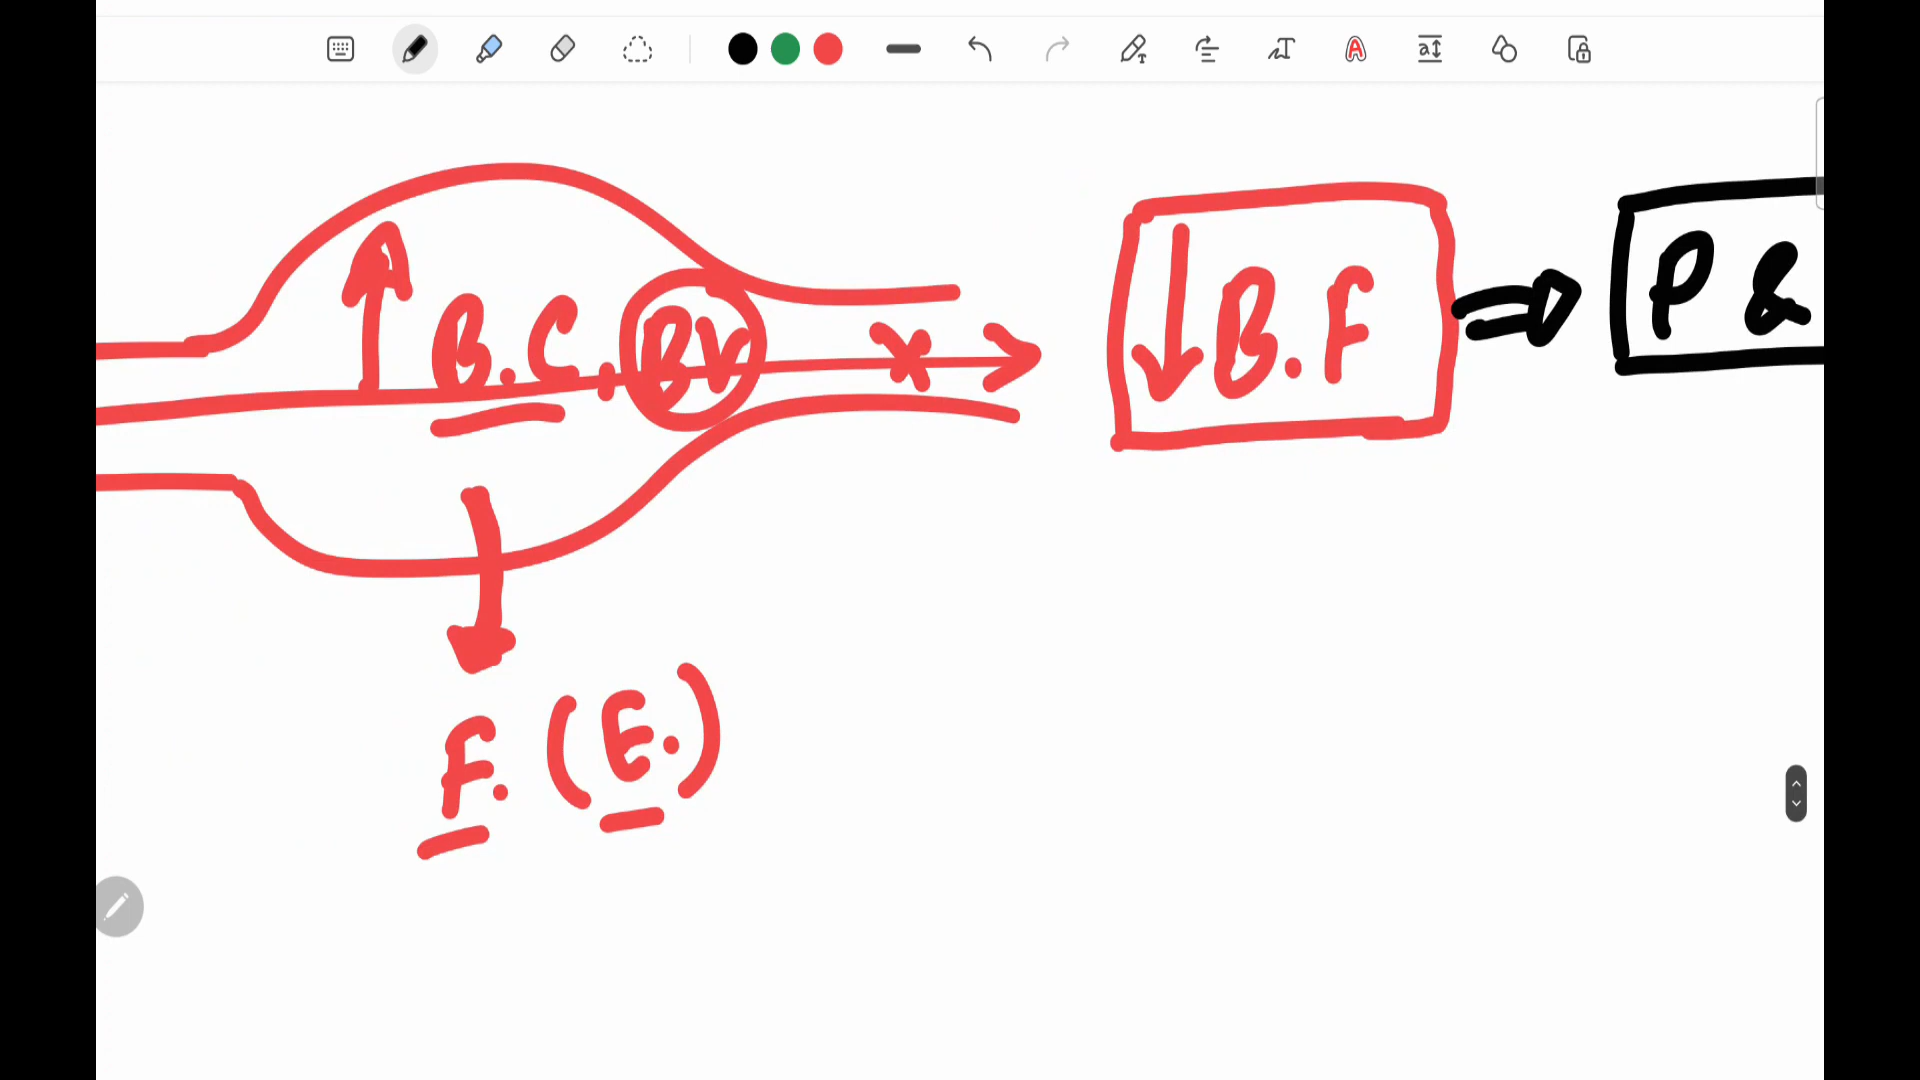 ↑ B.C, BV
↓ B.F ⇒ P &
F. (E.)